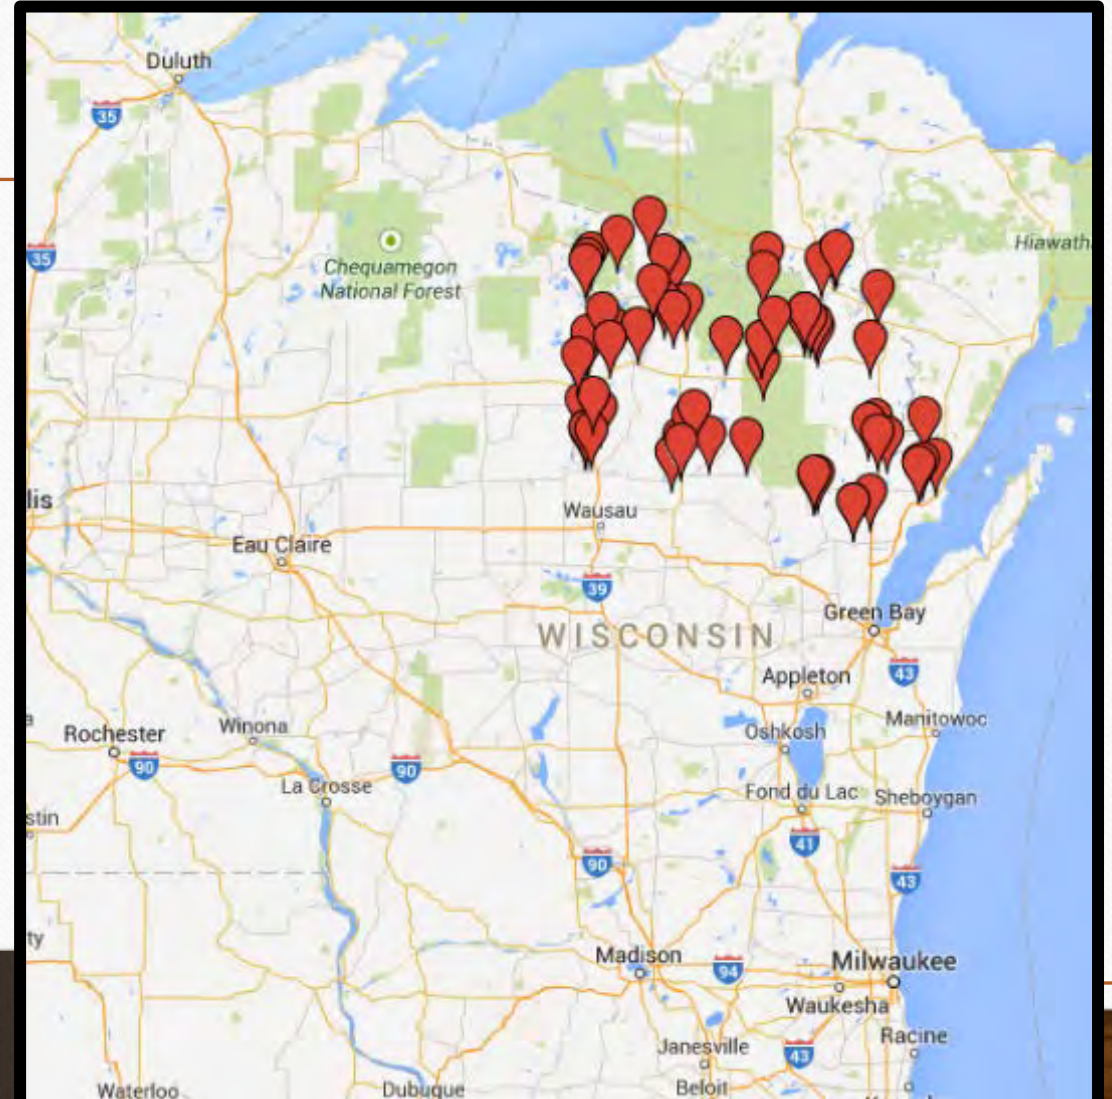 Duluth
35
35
Hiawath
Chequamegon
National Forest
lis
Wausau
Eau Claire
39
Green Bay
WISCONSIN
43
Appleton
Manitowoc
Winona
Oshkosh
Rochester
90
90
La Crosse
Fond du Lac
Sheboygan
stin
41
90
43
ty
Madison
Milwaukee
94
Waukesha
Racine
Janesville
43
Waterloo
Dubuque
Beloit